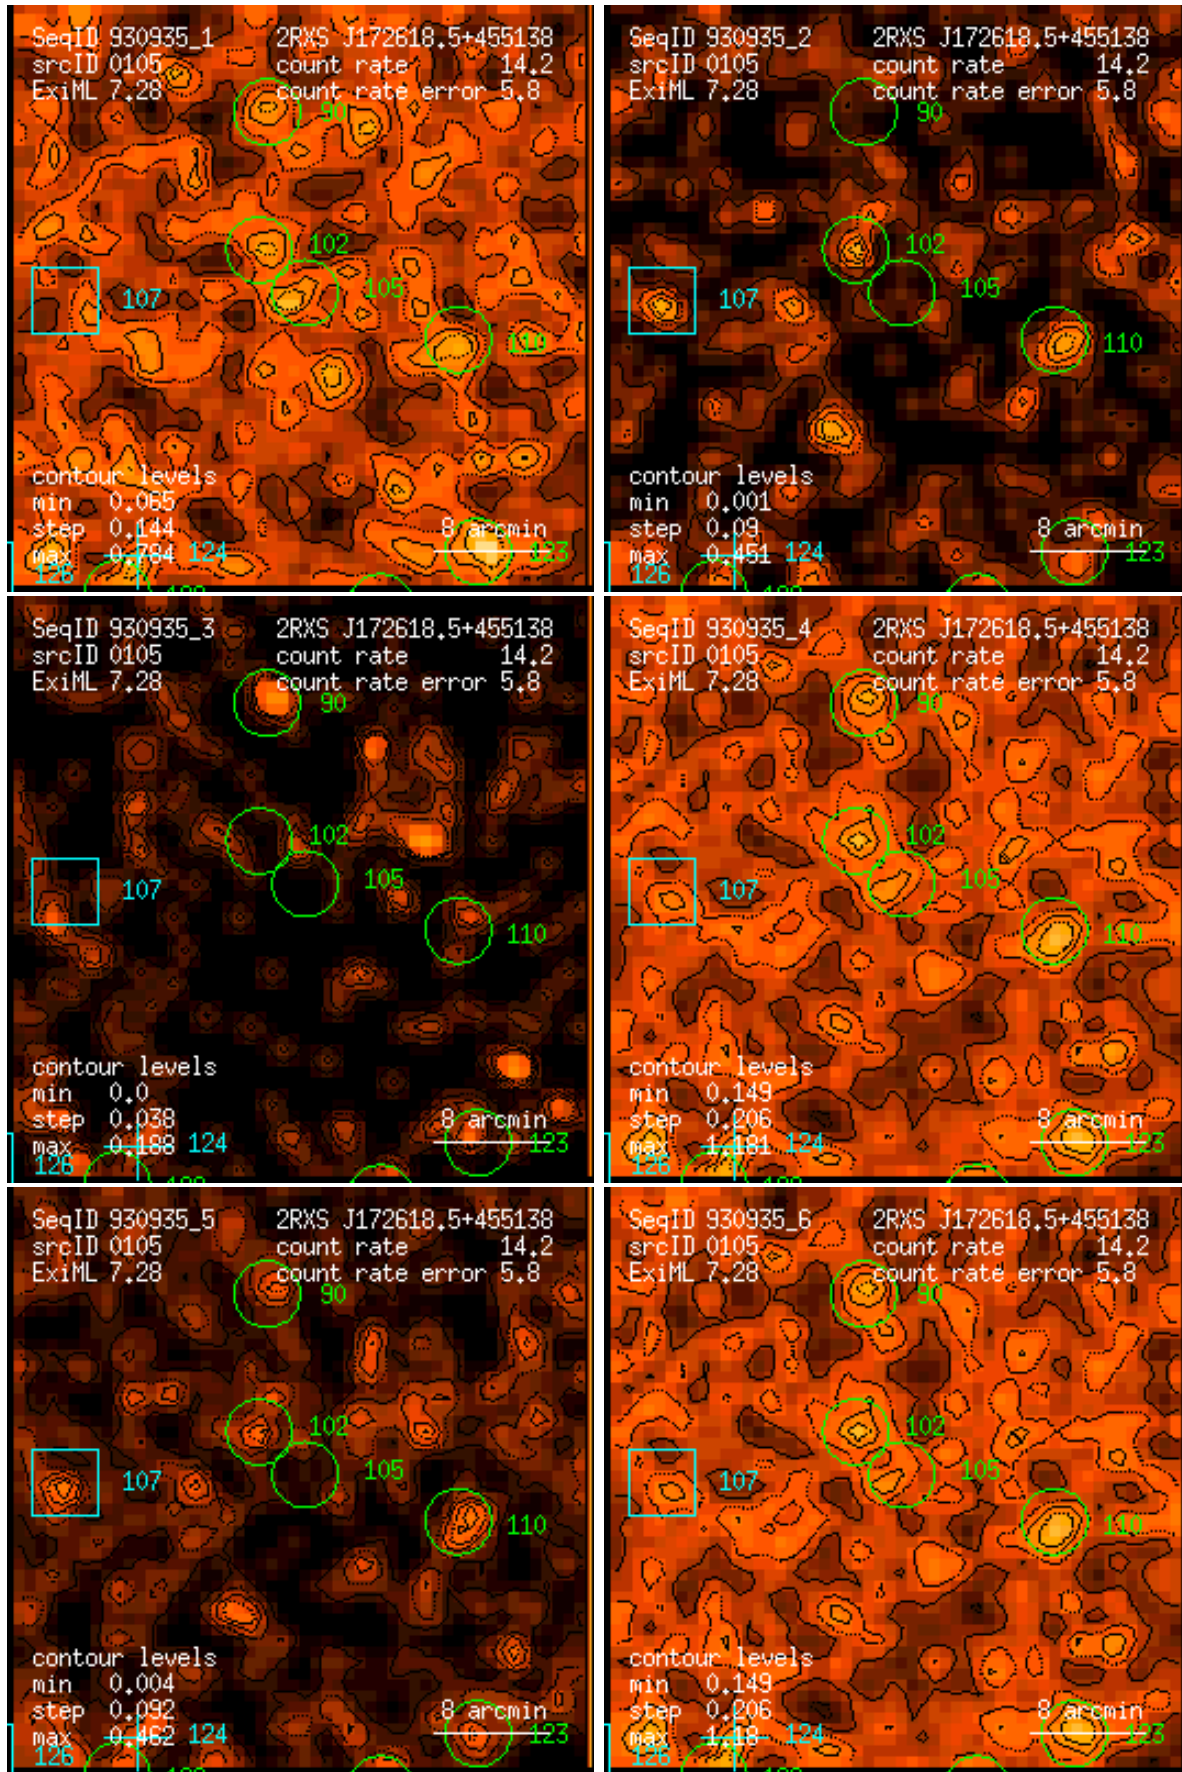 SeqID 930935_1 2RXS J172618.5+455138
srcID 0105 count rate 14.2
ExiML 7.28 count rate error 5.8
90
102
105
107
110
contour levels
min 0.065
step 0.144 8 arcmin
max 0.784 124 123
126
SeqID 930935_2 2RXS J172618.5+455138
srcID 0105 count rate 14.2
ExiML 7.28 count rate error 5.8
90
102
105
107
110
contour levels
min 0.001
step 0.09 8 arcmin
max 0.451 124 123
126
SeqID 930935_3 2RXS J172618.5+455138
srcID 0105 count rate 14.2
ExiML 7.28 count rate error 5.8
90
102
105
107
110
contour levels
min 0.0
step 0.038 8 arcmin
max 0.188 124 123
126
SeqID 930935_4 2RXS J172618.5+455138
srcID 0105 count rate 14.2
ExiML 7.28 count rate error 5.8
90
102
105
107
110
contour levels
min 0.149
step 0.206 8 arcmin
max 1.181 124 123
126
SeqID 930935_5 2RXS J172618.5+455138
srcID 0105 count rate 14.2
ExiML 7.28 count rate error 5.8
90
102
105
107
110
contour levels
min 0.004
step 0.092 8 arcmin
max 0.462 124 123
126
SeqID 930935_6 2RXS J172618.5+455138
srcID 0105 count rate 14.2
ExiML 7.28 count rate error 5.8
90
102
105
107
110
contour levels
min 0.149
step 0.206 8 arcmin
max 1.18 124 123
126